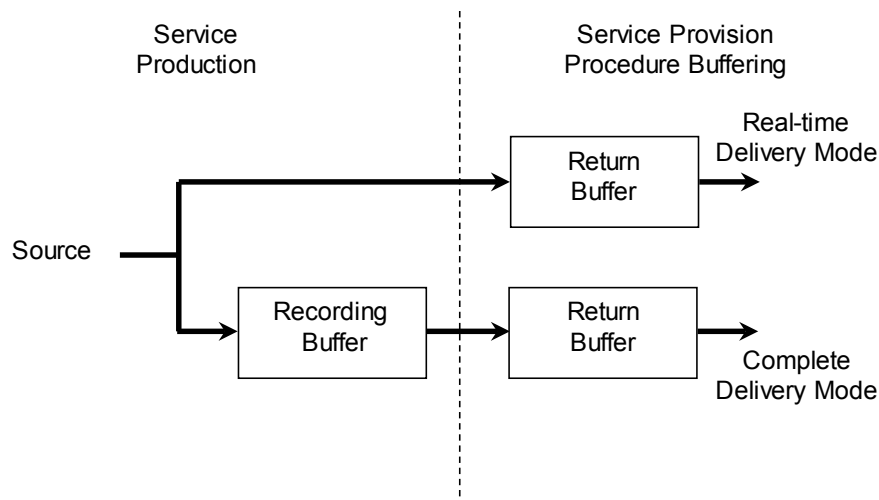 Service
Production
Service Provision
Procedure Buffering
Real-time
Delivery Mode
Return
Buffer
Source
Recording
Buffer
Return
Buffer
Complete
Delivery Mode